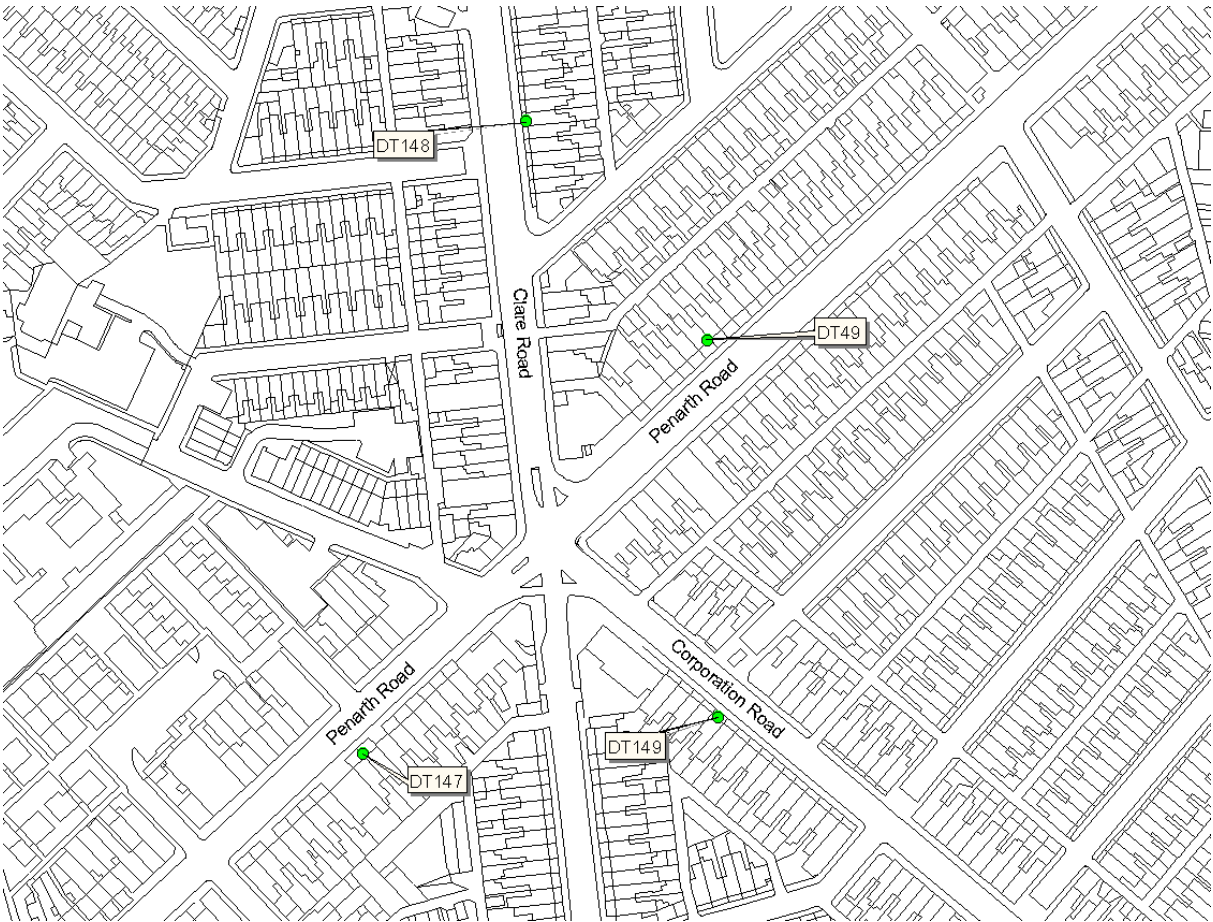 DT148
Clare Road
DT49
Penarth Road
Corporation Road
Penarth Road
DT149
DT147